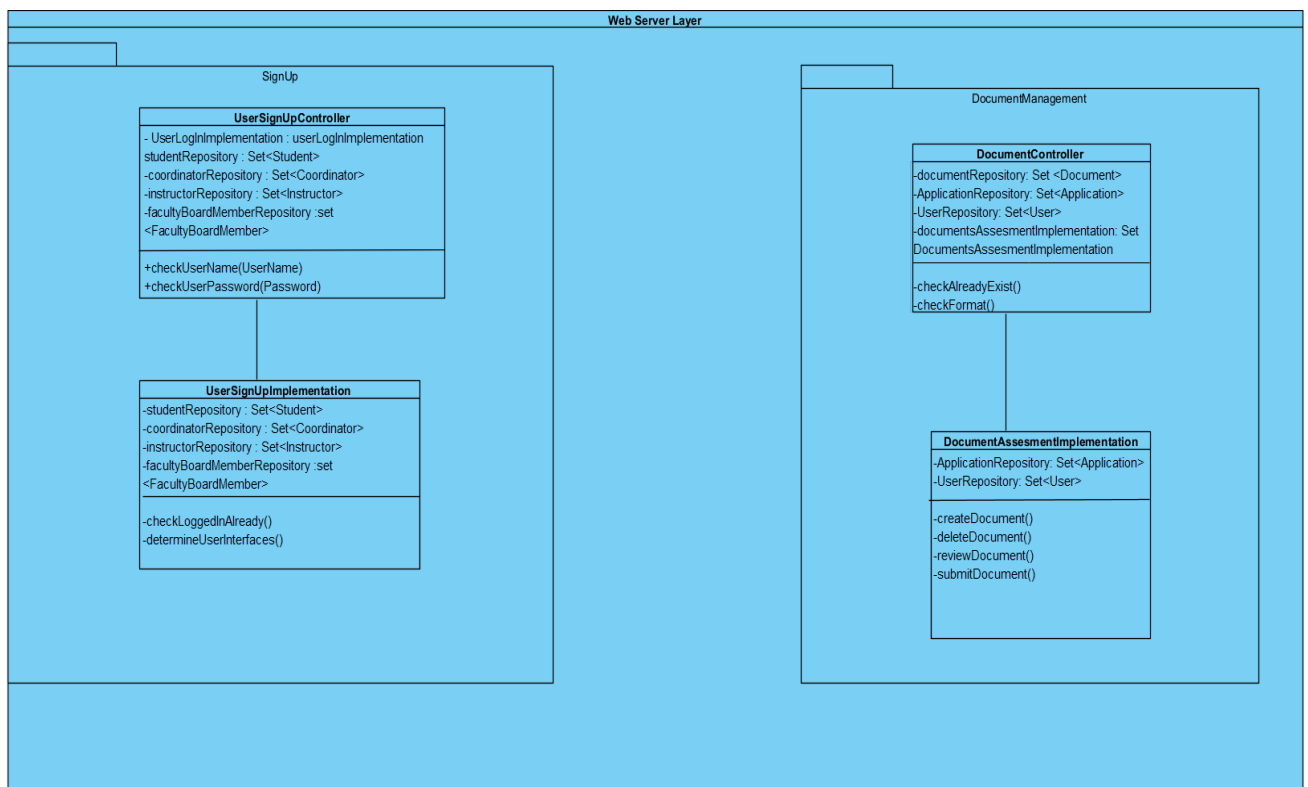 Web Server Layer
SignUp
UserSignUpController
- UserLogInImplementation : userLogInImplementation
studentRepository : Set<Student>
-coordinatorRepository : Set<Coordinator>
-instructorRepository : Set<Instructor>
-facultyBoardMemberRepository :set
<FacultyBoardMember>
+checkUserName(UserName)
+checkUserPassword(Password)
UserSignUpImplementation
-studentRepository : Set<Student>
-coordinatorRepository : Set<Coordinator>
-instructorRepository : Set<Instructor>
-facultyBoardMemberRepository :set
<FacultyBoardMember>
-checkLoggedInAlready()
-determineUserInterfaces()
DocumentManagement
DocumentController
-documentRepository: Set <Document>
-ApplicationRepository: Set<Application>
-UserRepository: Set<User>
-documentsAssesmentImplementation: Set
DocumentsAssesmentImplementation
-checkAlreadyExist()
-checkFormat()
DocumentAssesmentImplementation
-ApplicationRepository: Set<Application>
-UserRepository: Set<User>
-createDocument()
-deleteDocument()
-reviewDocument()
-submitDocument()